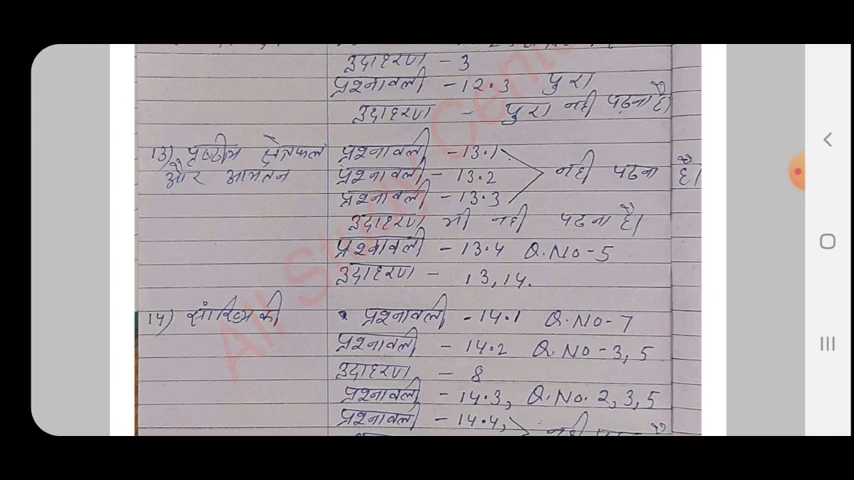 उदाहरण - 3
प्रश्नावली - 12.3 पुरा
उदाहरण - पुरा नही पढ़ना है।
13) पृष्ठीय क्षेत्रफल प्रश्नावली - 13.1
और आयतन प्रश्नावली - 13.2 नही पढना है।
प्रश्नावली - 13.3
उदाहरण भी नही पढना है।
प्रश्नावली - 13.4 Q.No-5
उदाहरण - 13, 14.
14) सांख्यिकी प्रश्नावली - 14.1 Q.No-7
प्रश्नावली - 14.2 Q.No-3,5
उदाहरण - 8
प्रश्नावली - 14.3, Q.No. 2,3,5
प्रश्नावली - 14.4,